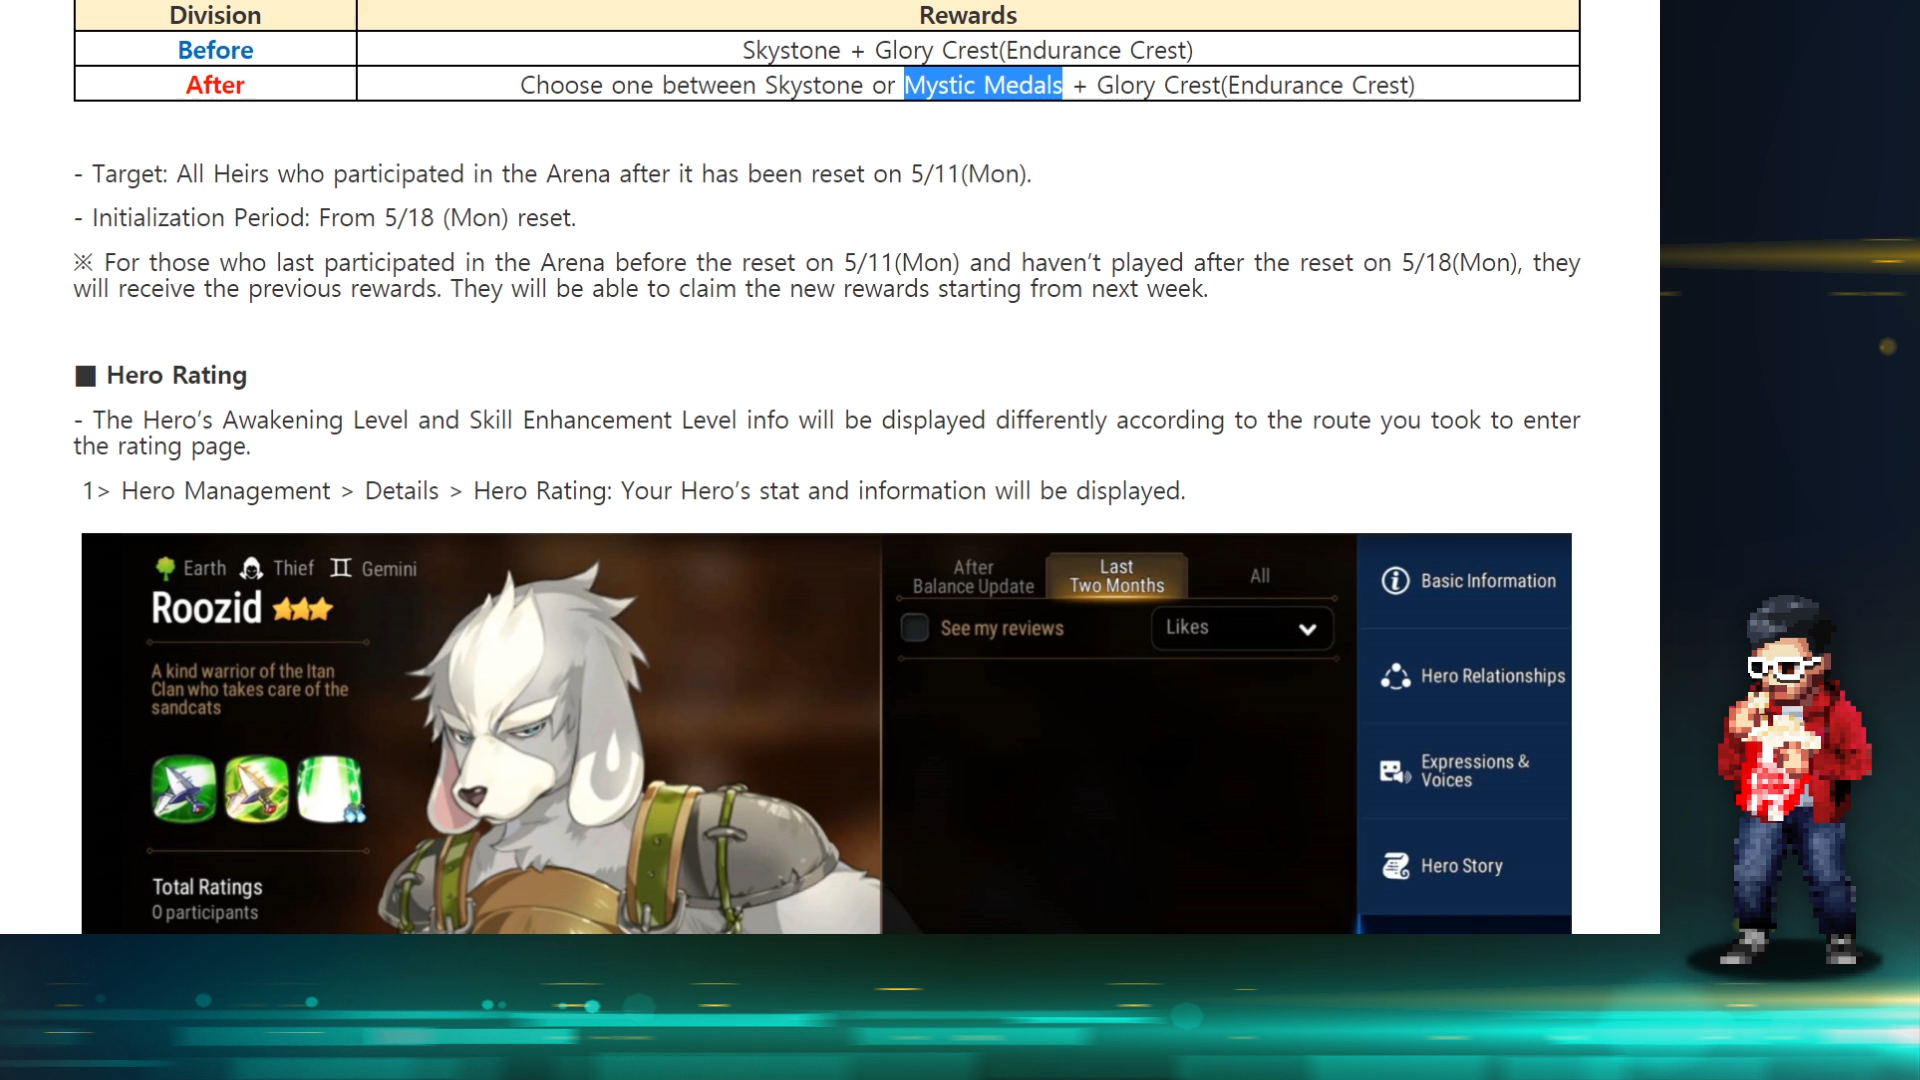 Division Rewards
Before Skystone + Glory Crest(Endurance Crest)
After Choose one between Skystone or Mystic Medals + Glory Crest(Endurance Crest)
- Target: All Heirs who participated in the Arena after it has been reset on 5/11(Mon).
- Initialization Period: From 5/18 (Mon) reset.
※ For those who last participated in the Arena before the reset on 5/11(Mon) and haven’t played after the reset on 5/18(Mon), they
will receive the previous rewards. They will be able to claim the new rewards starting from next week.
■ Hero Rating
- The Hero’s Awakening Level and Skill Enhancement Level info will be displayed differently according to the route you took to enter
the rating page.
1> Hero Management > Details > Hero Rating: Your Hero’s stat and information will be displayed.
Earth Thief Gemini
Roozid
A kind warrior of the Itan
Clan who takes care of the
sandcats
Total Ratings
0 participants
After
Balance Update
Last
Two Months
All
See my reviews
Likes
Basic Information
Hero Relationships
Expressions &
Voices
Hero Story